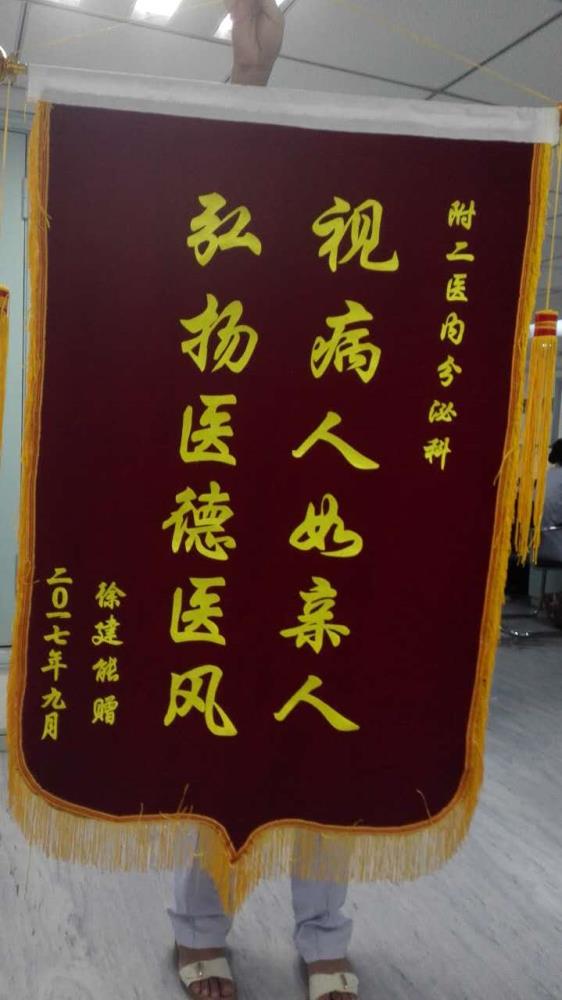 附二医内分泌科
视病人如亲人
弘扬医德医风
徐建能赠
二〇一七年九月